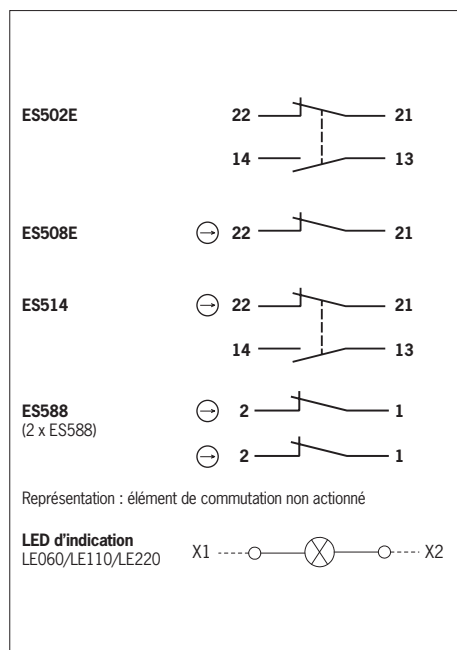 ES502E 22 21
14 13
ES508E 22 21
ES514 22 21
14 13
ES588 2 1
(2 x ES588)
2 1
Représentation : élément de commutation non actionné
LED d'indication
LE060/LE110/LE220 X1 X2